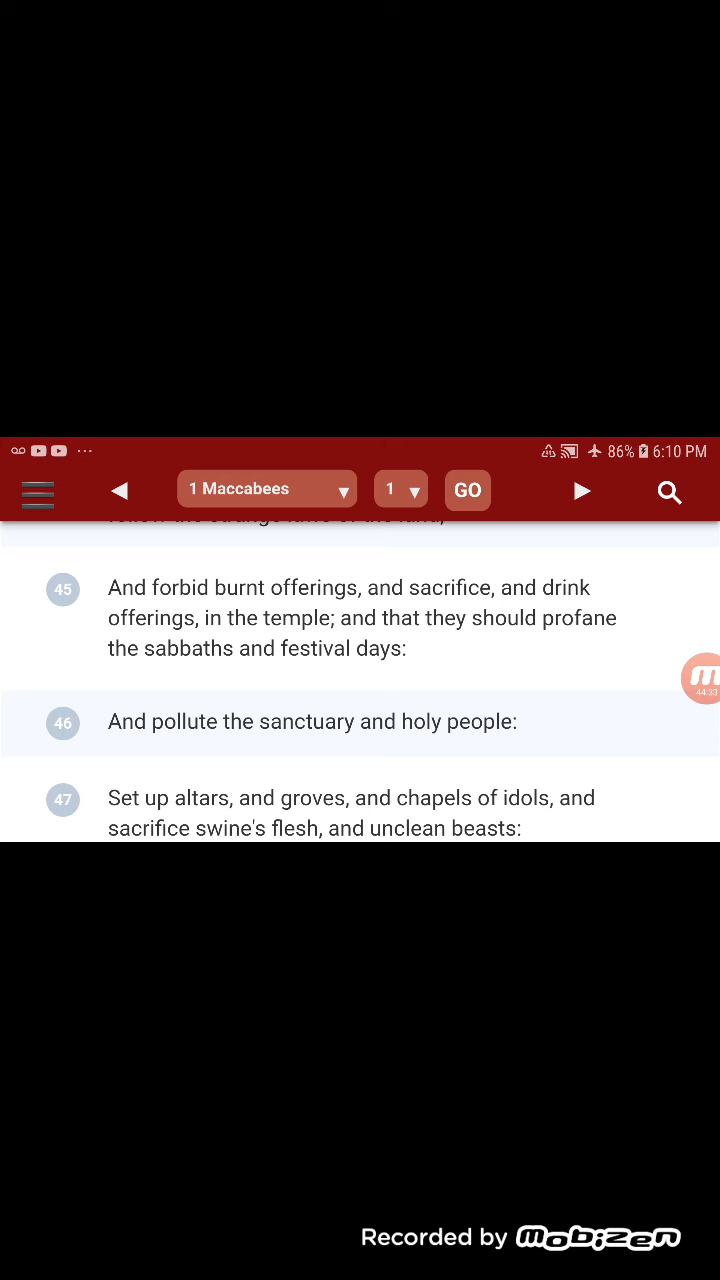 86% 6:10 PM
1 Maccabees 1 GO
45 And forbid burnt offerings, and sacrifice, and drink
offerings, in the temple; and that they should profane
the sabbaths and festival days:
44:33
46 And pollute the sanctuary and holy people:
47 Set up altars, and groves, and chapels of idols, and
sacrifice swine's flesh, and unclean beasts:
Recorded by mobizen